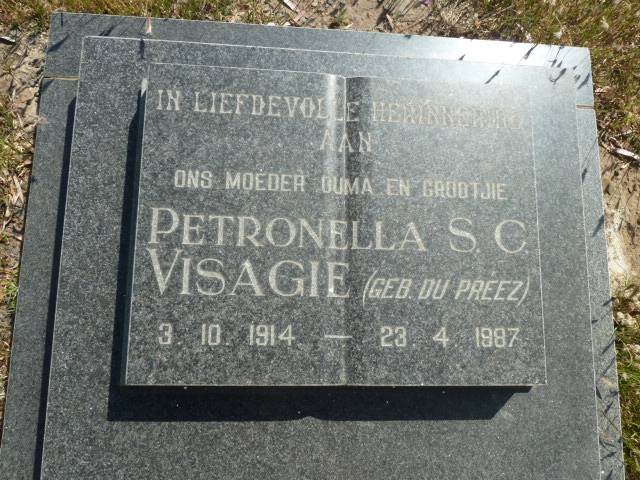 IN LIEFDEVOLLE HERINNERING
AAN
ONS MOEDER OUMA EN GROOTJIE
PETRONELLA S. C.
VISAGIE (GEB. DU PREEZ)
3. 10. 1914 — 23. 4. 1987.